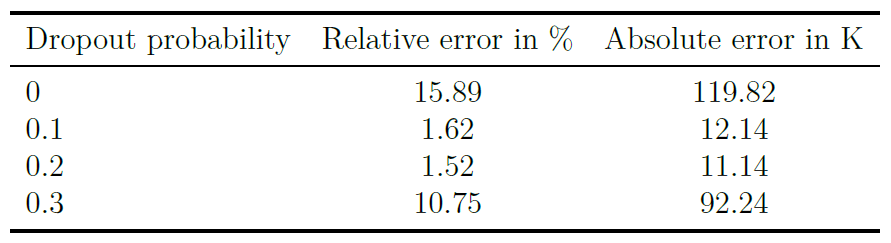 Dropout probability Relative error in % Absolute error in K
0 15.89 119.82
0.1 1.62 12.14
0.2 1.52 11.14
0.3 10.75 92.24